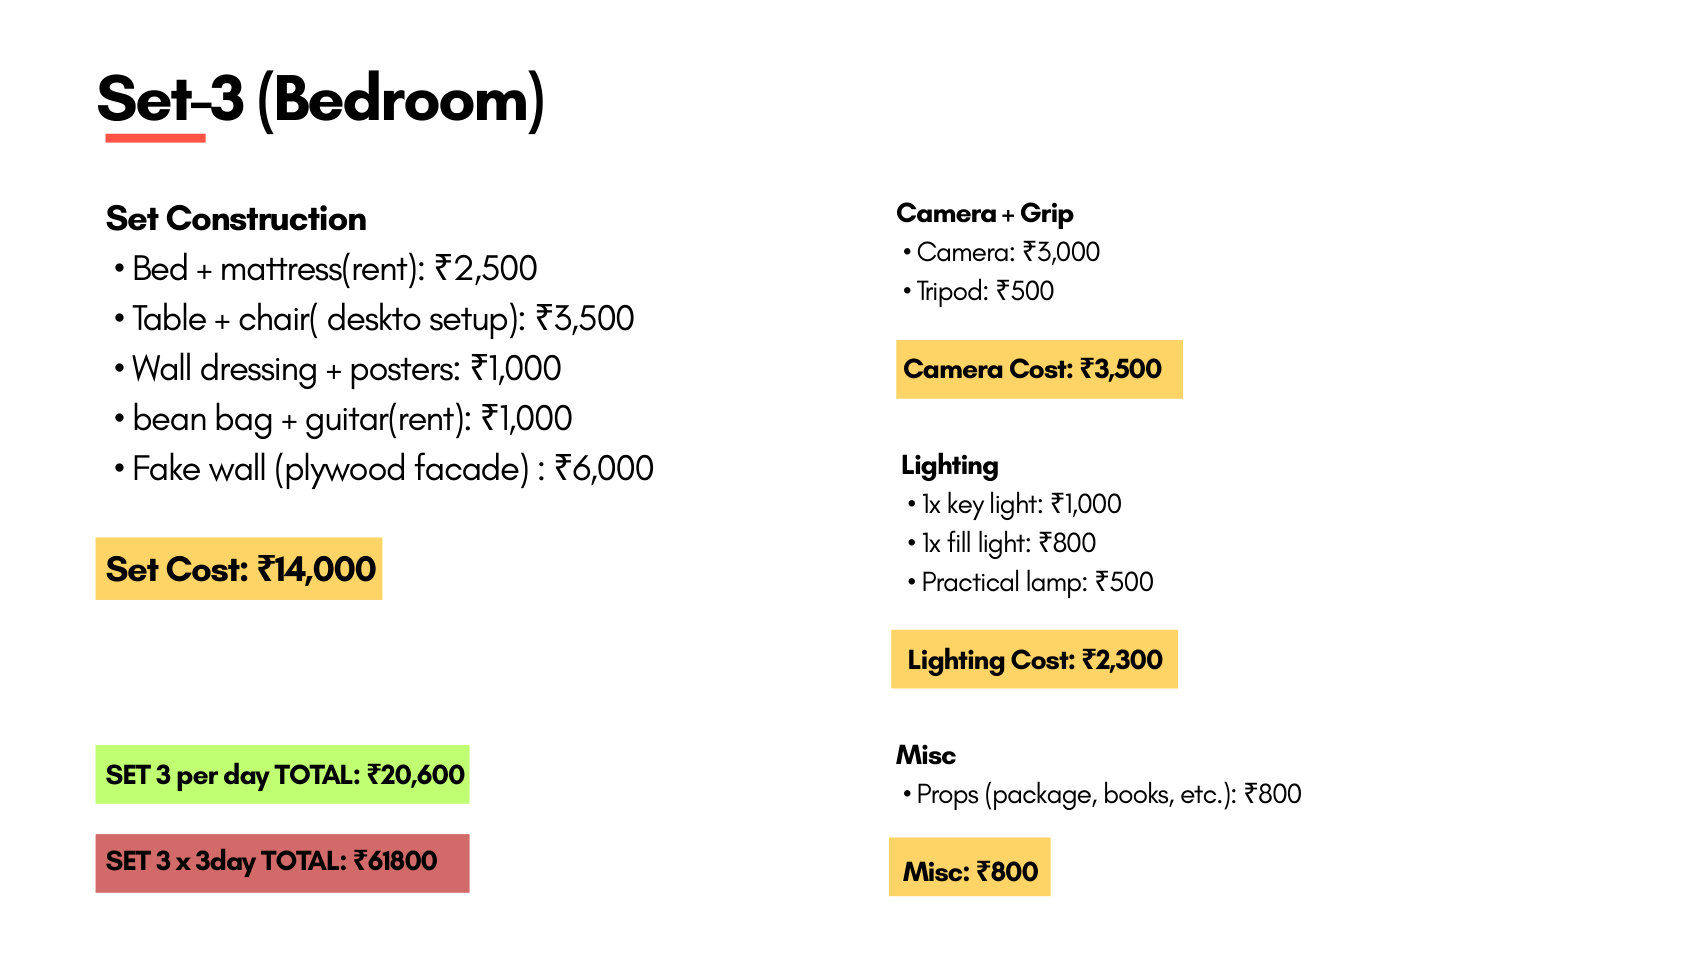 Set-3 (Bedroom)
Set Construction
• Bed + mattress(rent): ₹2,500
• Table + chair( deskto setup): ₹3,500
• Wall dressing + posters: ₹1,000
• bean bag + guitar(rent): ₹1,000
• Fake wall (plywood facade) : ₹6,000
Set Cost: ₹14,000
SET 3 per day TOTAL: ₹20,600
SET 3 x 3day TOTAL: ₹61800
Camera + Grip
• Camera: ₹3,000
• Tripod: ₹500
Camera Cost: ₹3,500
Lighting
• 1x key light: ₹1,000
• 1x fill light: ₹800
• Practical lamp: ₹500
Lighting Cost: ₹2,300
Misc
• Props (package, books, etc.): ₹800
Misc: ₹800